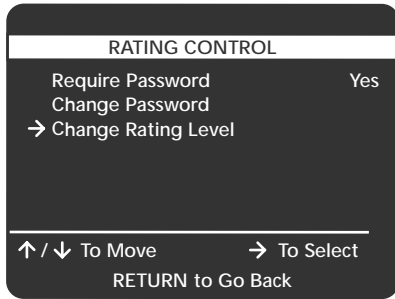 RATING CONTROL
Require Password Yes
Change Password
→ Change Rating Level
↑ / ↓ To Move → To Select
RETURN to Go Back